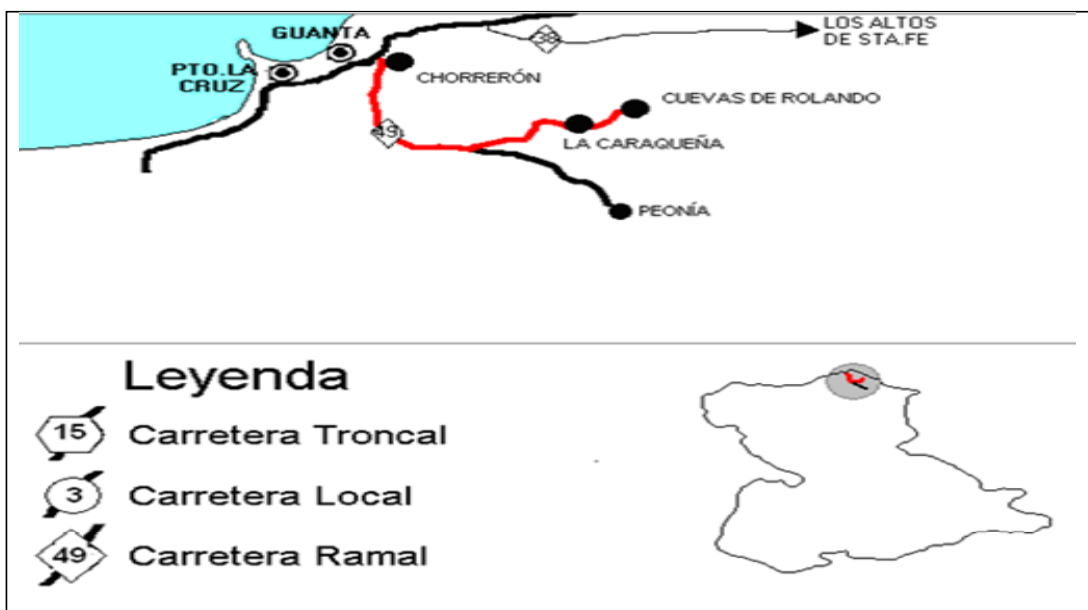 GUANTA
38
LOS ALTOS
DE STA.FE
PTO.LA
CRUZ
CHORRERÓN
CUEVAS DE ROLANDO
49
LA CARAQUEÑA
PEONÍA
Leyenda
15 Carretera Troncal
3 Carretera Local
49 Carretera Ramal